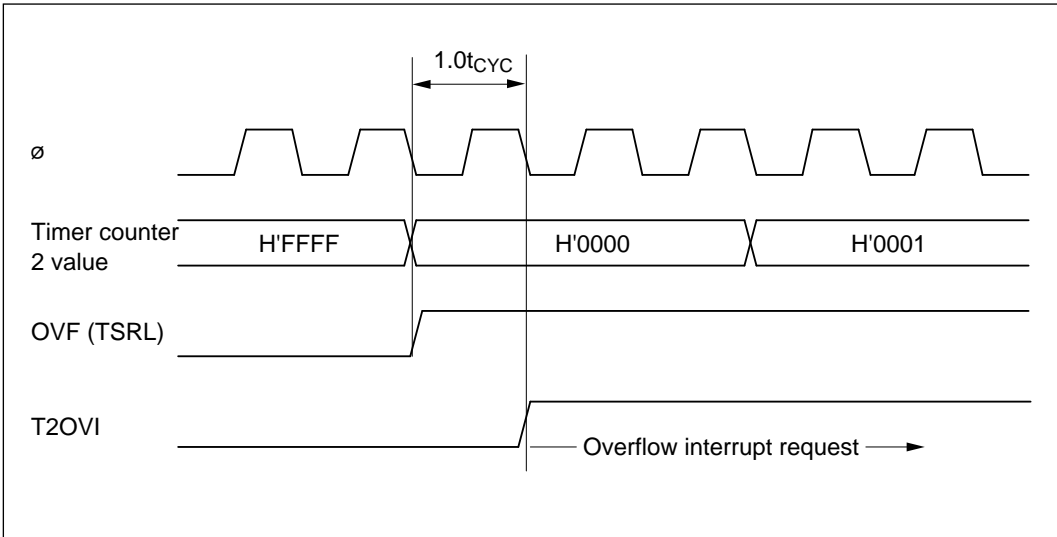 1.0tCYC
ø
Timer counter
2 value
H'FFFF
H'0000
H'0001
OVF (TSRL)
T2OVI
Overflow interrupt request